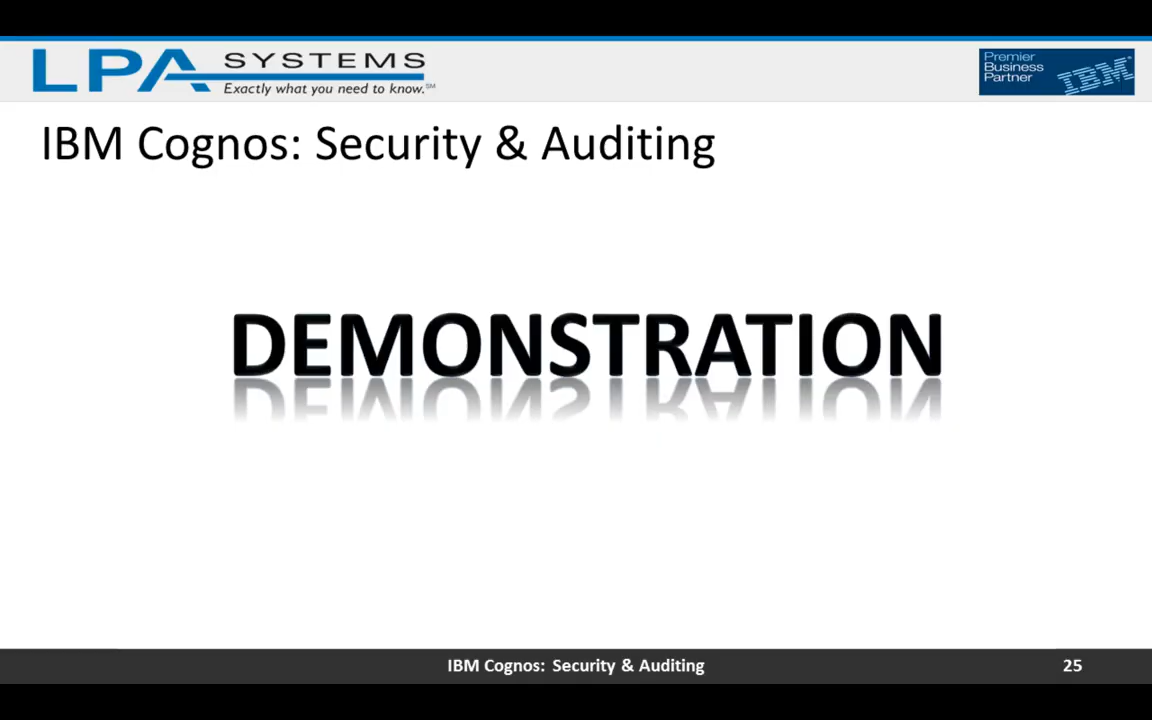 LPA SYSTEMS
Exactly what you need to know.℠
Premier
Business
Partner
IBM®
IBM Cognos: Security & Auditing
DEMONSTRATION
IBM Cognos: Security & Auditing
25